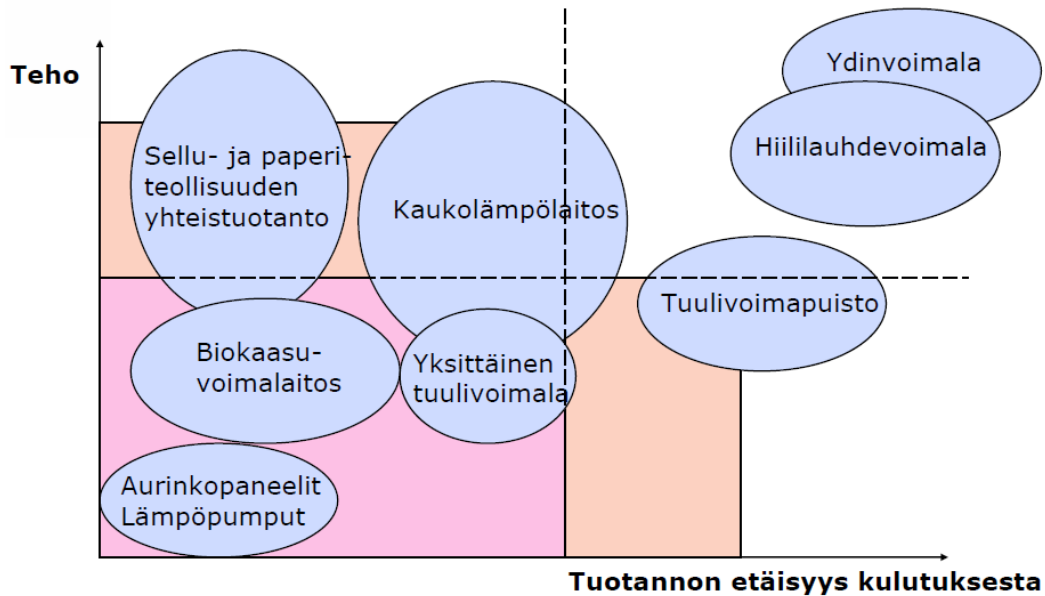 Teho
Ydinvoimala
Hiililauhdevoimala
Sellu- ja paperi-
teollisuuden
yhteistuotanto
Kaukolämpölaitos
Tuulivoimapuisto
Biokaasu-
voimalaitos
Yksittäinen
tuulivoimala
Aurinkopaneelit
Lämpöpumput
Tuotannon etäisyys kulutuksesta